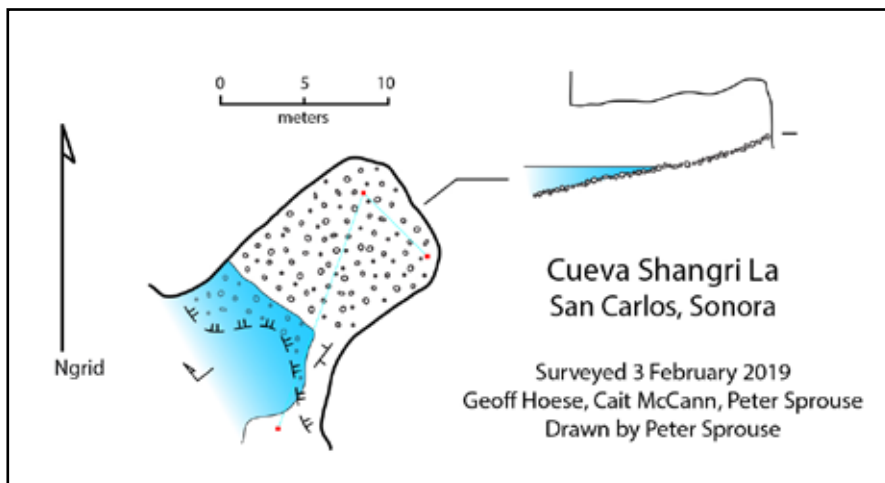 0 5 10
meters
Ngrid
Cueva Shangri La
San Carlos, Sonora
Surveyed 3 February 2019
Geoff Hoese, Cait McCann, Peter Sprouse
Drawn by Peter Sprouse